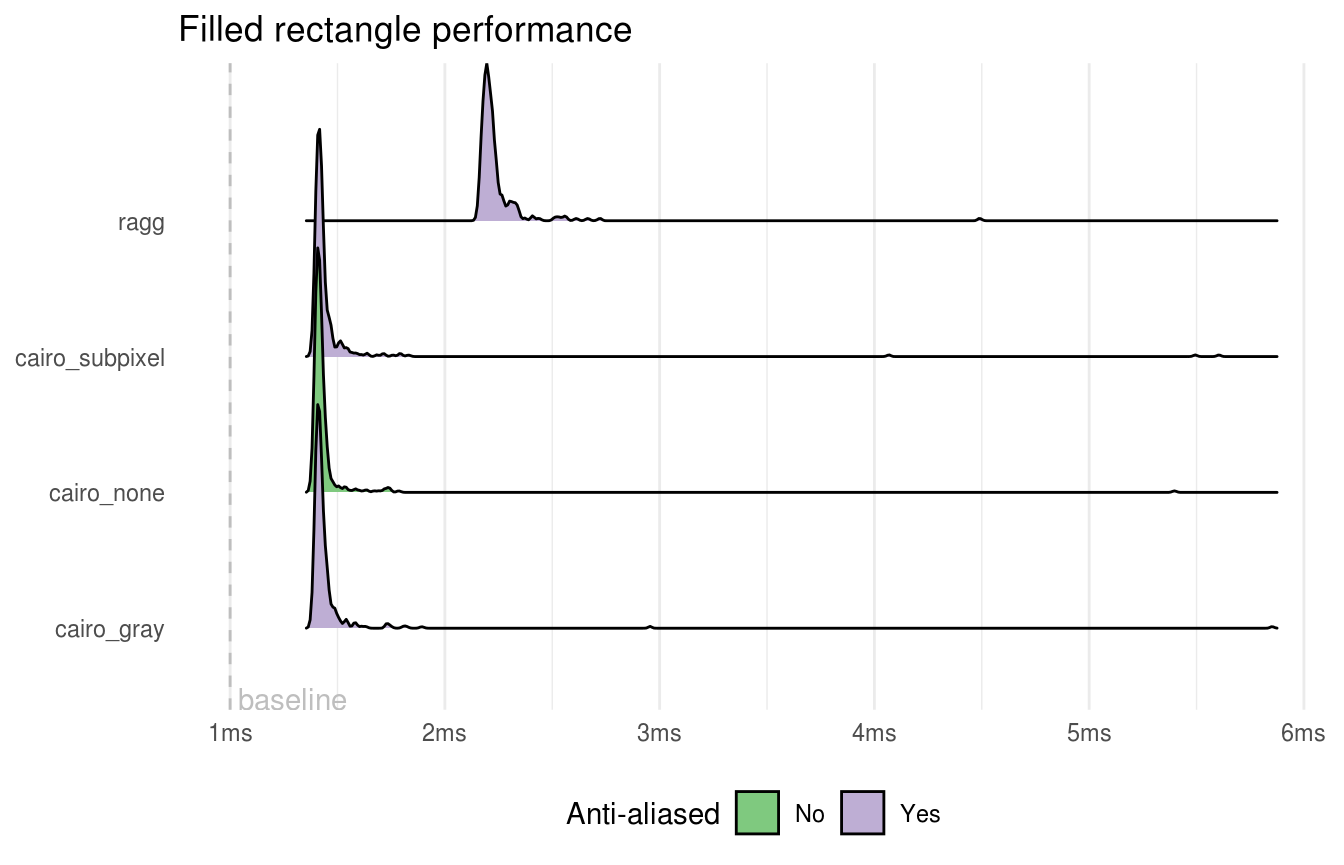 Filled rectangle performance
ragg
cairo_subpixel
cairo_none
cairo_gray
baseline
1ms 2ms 3ms 4ms 5ms 6ms
Anti-aliased No Yes